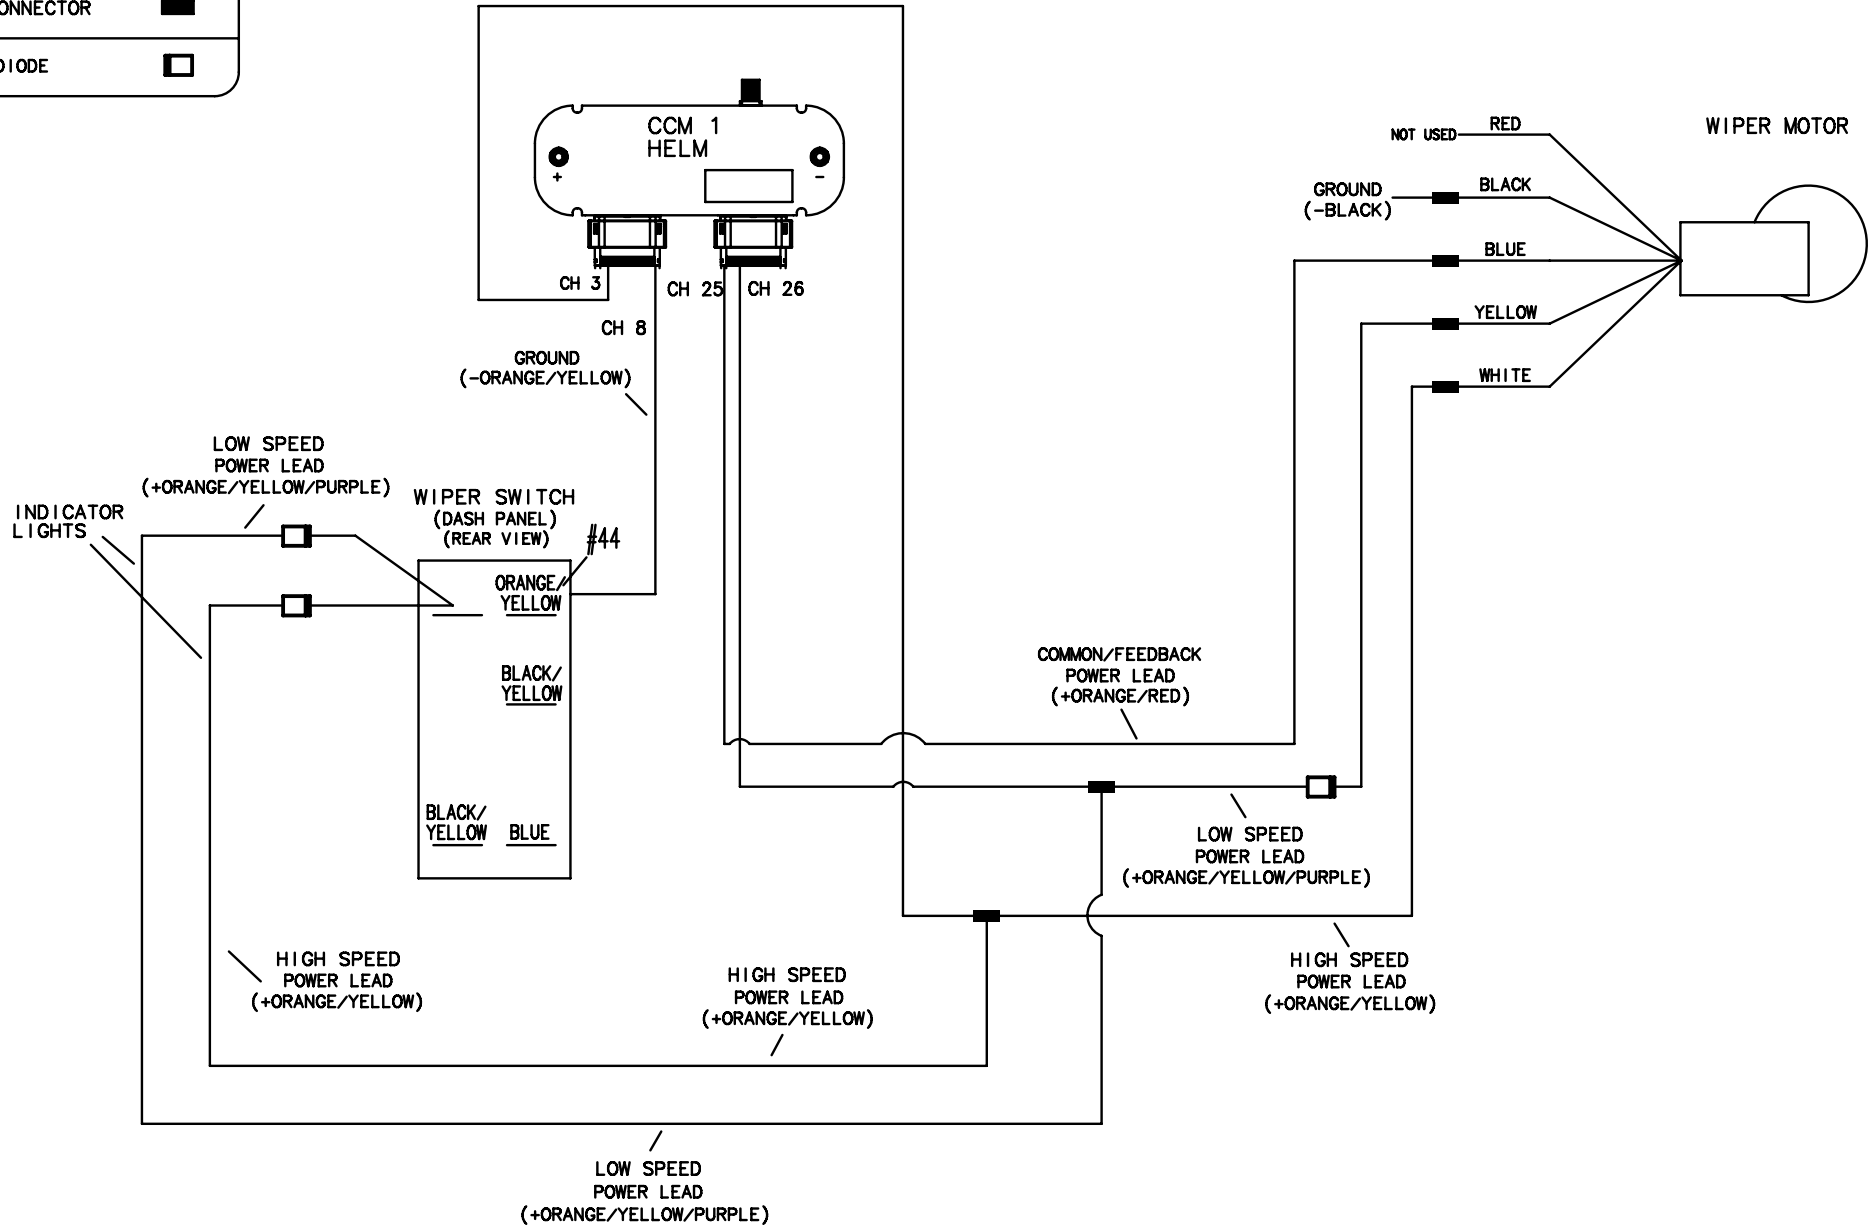 ONNECTOR
DIODE
CCM 1
HELM
+
-
CH 3
CH 25
CH 26
CH 8
GROUND
(-ORANGE/YELLOW)
WIPER MOTOR
NOT USED
RED
GROUND
(-BLACK)
BLACK
BLUE
YELLOW
WHITE
LOW SPEED
POWER LEAD
(+ORANGE/YELLOW/PURPLE)
INDICATOR
LIGHTS
WIPER SWITCH
(DASH PANEL)
(REAR VIEW)
#44
ORANGE/
YELLOW
BLACK/
YELLOW
BLACK/
YELLOW
BLUE
COMMON/FEEDBACK
POWER LEAD
(+ORANGE/RED)
LOW SPEED
POWER LEAD
(+ORANGE/YELLOW/PURPLE)
HIGH SPEED
POWER LEAD
(+ORANGE/YELLOW)
HIGH SPEED
POWER LEAD
(+ORANGE/YELLOW)
HIGH SPEED
POWER LEAD
(+ORANGE/YELLOW)
LOW SPEED
POWER LEAD
(+ORANGE/YELLOW/PURPLE)